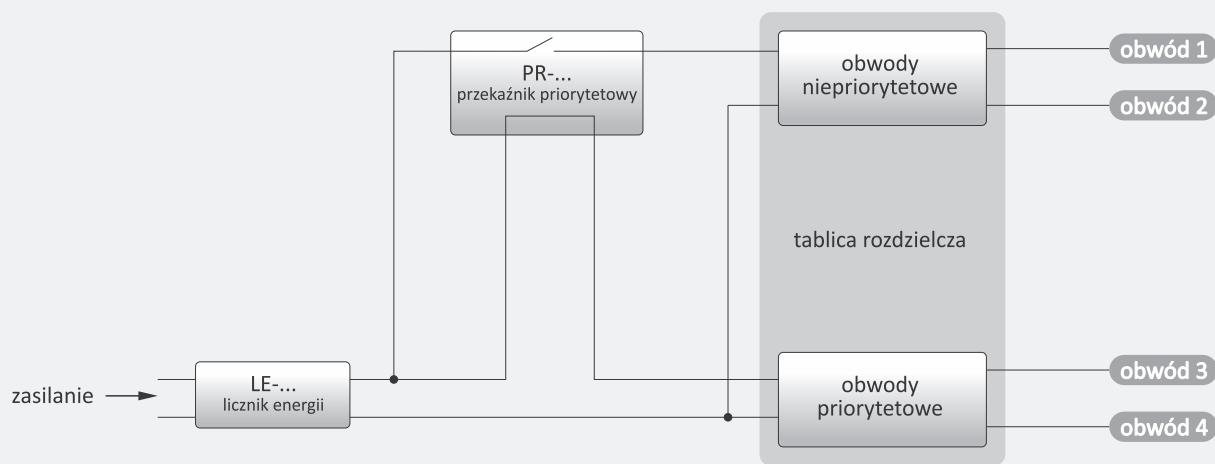 PR-...
przekaźnik priorytetowy
obwody
niepriorytetowe
obwód 1
obwód 2
tablica rozdzielcza
zasilanie
LE-...
licznik energii
obwody
priorytetowe
obwód 3
obwód 4